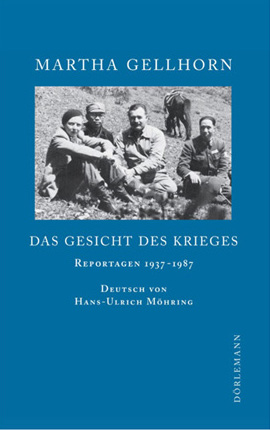 MARTHA GELLHORN
DAS GESICHT DES KRIEGES
REPORTAGEN 1937-1987
DEUTSCH VON
HANS-ULRICH MÖHRING
DÖRLEMANN